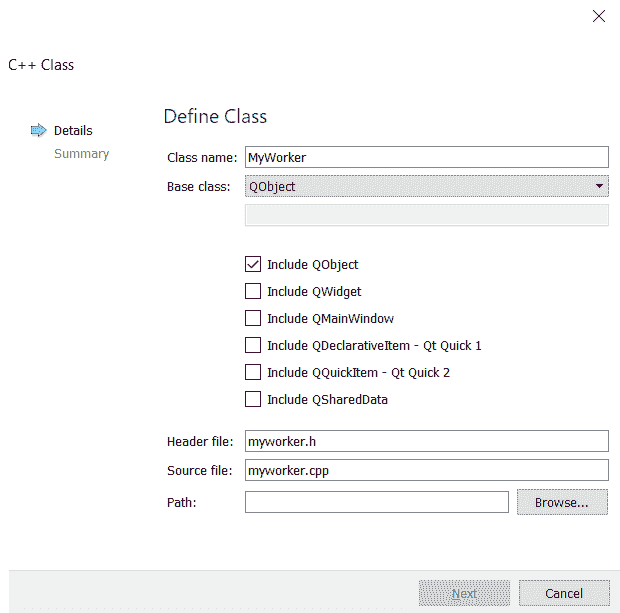 C++ Class
Details
Summary
Define Class
Class name: MyWorker
Base class: QObject
Include QObject
Include QWidget
Include QMainWindow
Include QDeclarativeItem - Qt Quick 1
Include QQuickItem - Qt Quick 2
Include QSharedData
Header file: myworker.h
Source file: myworker.cpp
Path: Browse...
Next Cancel